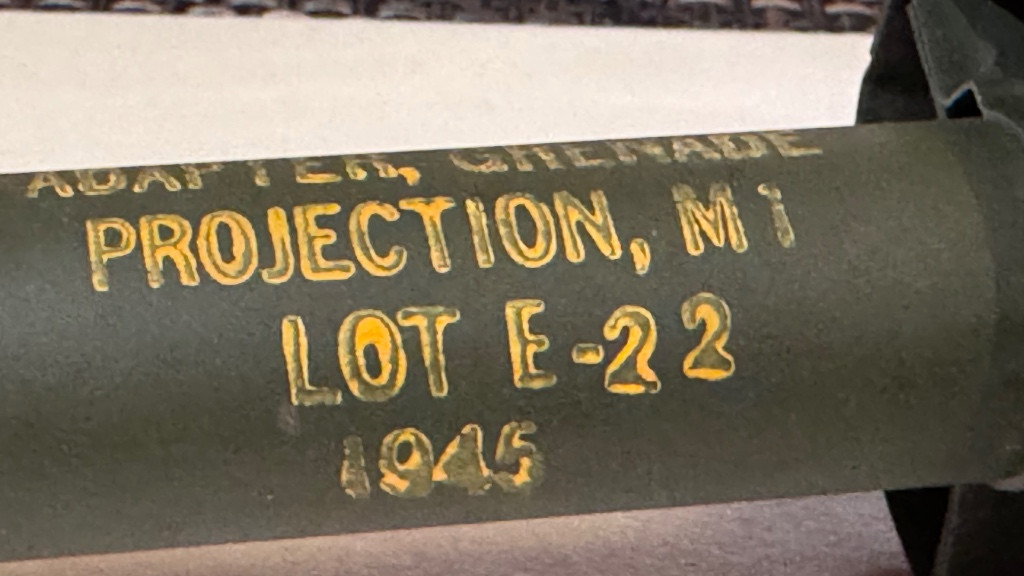 ADAPTER, GRENADE
PROJECTION, M1
LOT E-22
1945